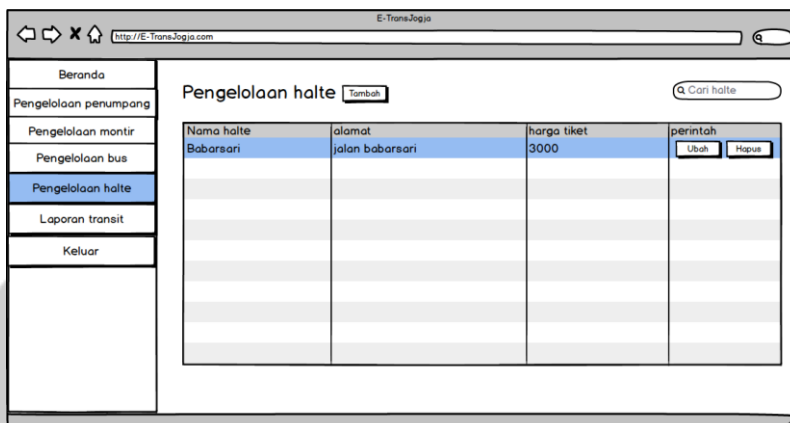 E-TransJogja
http://E-TransJogja.com
Beranda
Pengelolaan penumpang
Pengelolaan montir
Pengelolaan bus
Pengelolaan halte
Laporan transit
Keluar
Pengelolaan halte Tambah
Cari halte
Nama halte alamat harga tiket perintah
Babarsari jalan babarsari 3000 Ubah Hapus